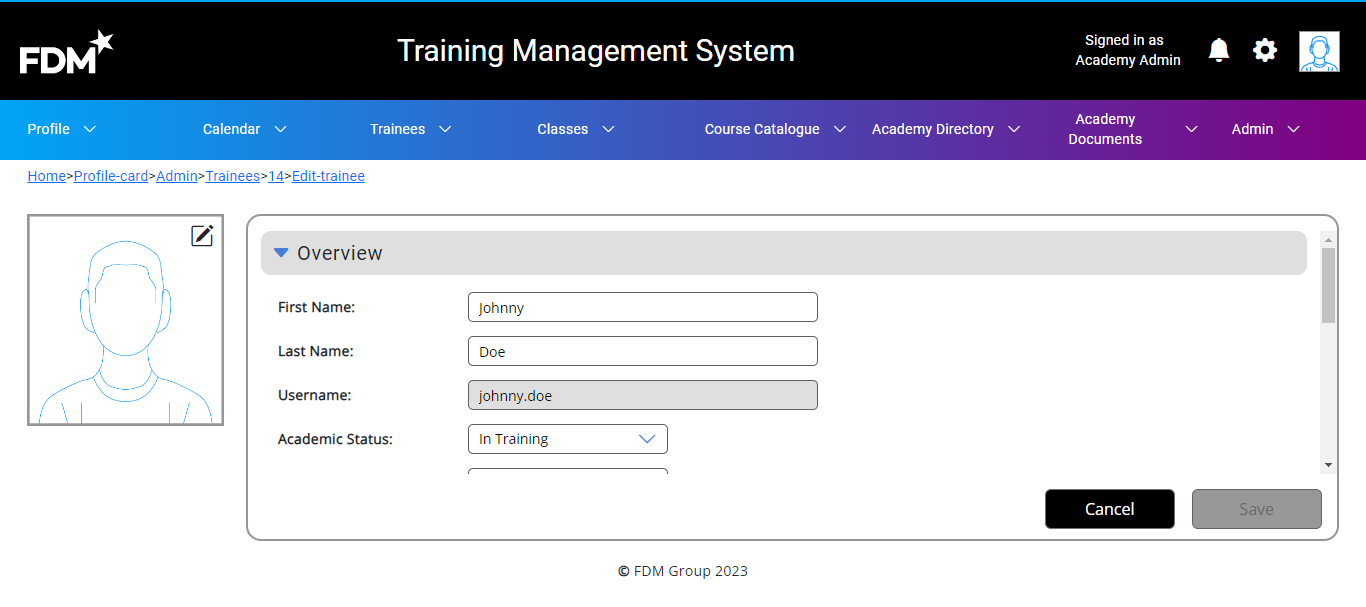 FDM
Training Management System
Signed in as
Academy Admin
Profile
Calendar
Trainees
Classes
Course Catalogue
Academy Directory
Academy
Documents
Admin
Home>Profile-card>Admin>Trainees>14>Edit-trainee
Overview
First Name: Johnny
Last Name: Doe
Username: johnny.doe
Academic Status: In Training
Cancel
Save
© FDM Group 2023